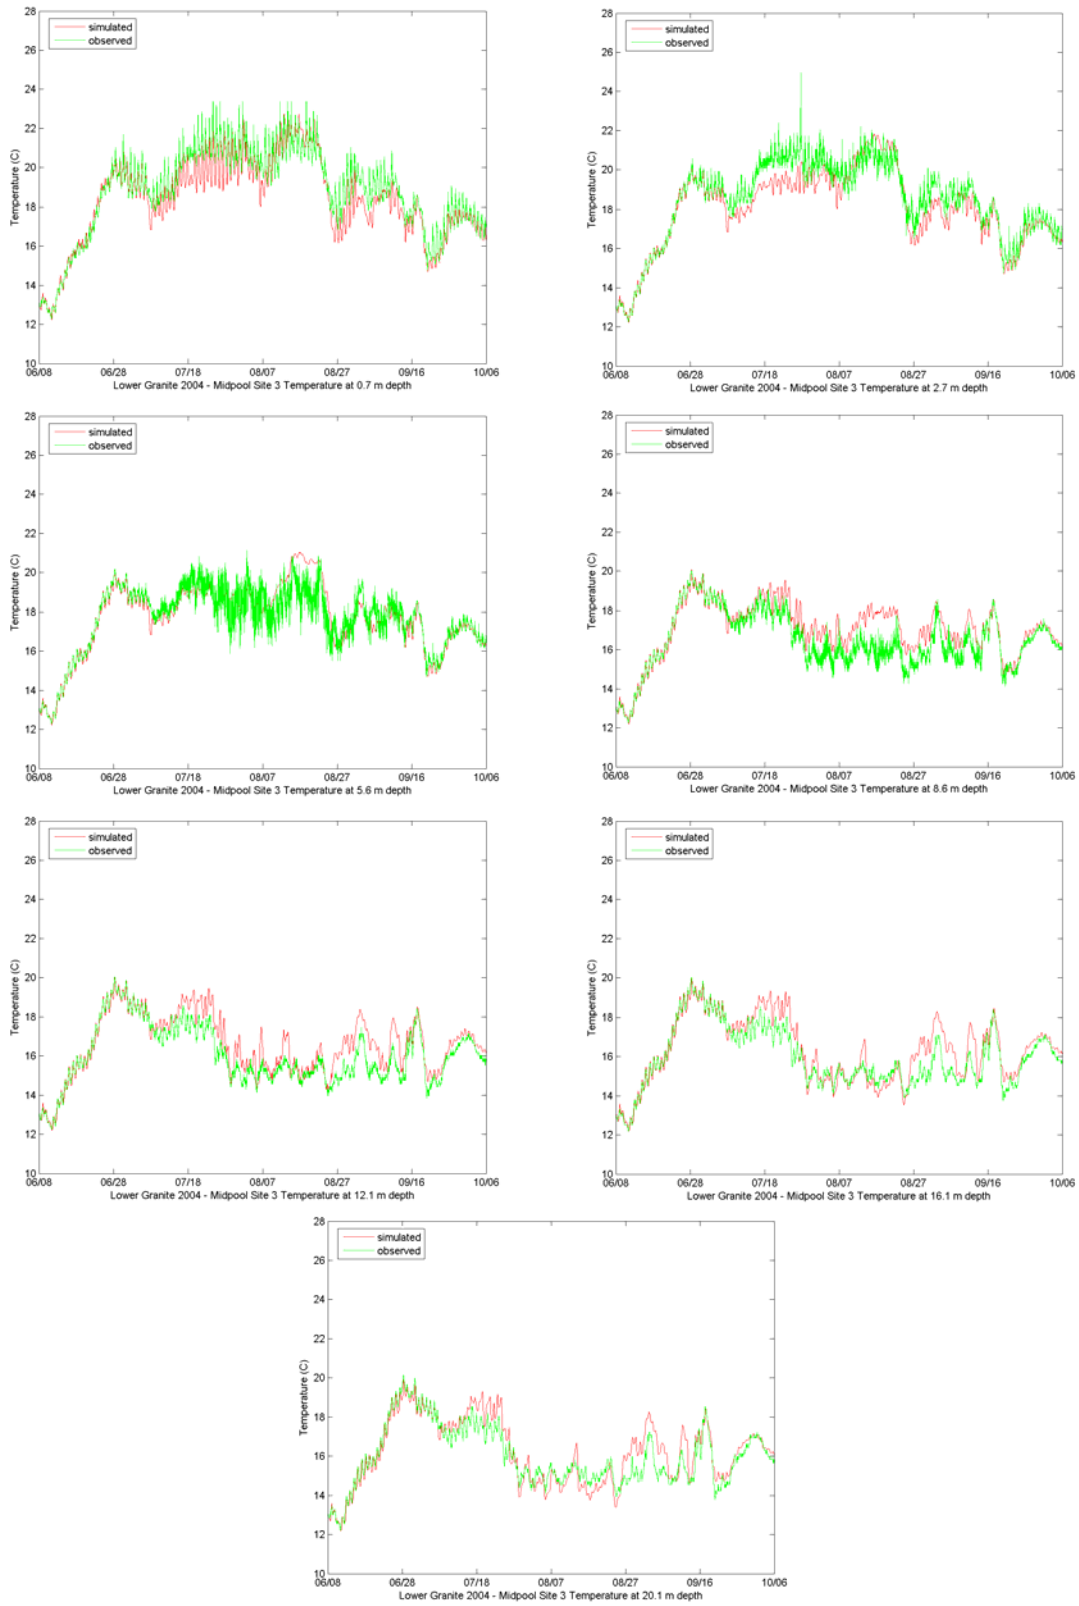 28
26
24
22
20
18
16
14
12
10
Temperature (C)
simulated
observed
06/08 06/28 07/18 08/07 08/27 09/16 10/06
Lower Granite 2004 - Midpool Site 3 Temperature at 0.7 m depth
28
26
24
22
20
18
16
14
12
10
Temperature (C)
simulated
observed
06/08 06/28 07/18 08/07 08/27 09/16 10/06
Lower Granite 2004 - Midpool Site 3 Temperature at 2.7 m depth
28
26
24
22
20
18
16
14
12
10
Temperature (C)
simulated
observed
06/08 06/28 07/18 08/07 08/27 09/16 10/06
Lower Granite 2004 - Midpool Site 3 Temperature at 5.6 m depth
28
26
24
22
20
18
16
14
12
10
Temperature (C)
simulated
observed
06/08 06/28 07/18 08/07 08/27 09/16 10/06
Lower Granite 2004 - Midpool Site 3 Temperature at 8.6 m depth
28
26
24
22
20
18
16
14
12
10
Temperature (C)
simulated
observed
06/08 06/28 07/18 08/07 08/27 09/16 10/06
Lower Granite 2004 - Midpool Site 3 Temperature at 12.1 m depth
28
26
24
22
20
18
16
14
12
10
Temperature (C)
simulated
observed
06/08 06/28 07/18 08/07 08/27 09/16 10/06
Lower Granite 2004 - Midpool Site 3 Temperature at 16.1 m depth
28
26
24
22
20
18
16
14
12
10
Temperature (C)
simulated
observed
06/08 06/28 07/18 08/07 08/27 09/16 10/06
Lower Granite 2004 - Midpool Site 3 Temperature at 20.1 m depth